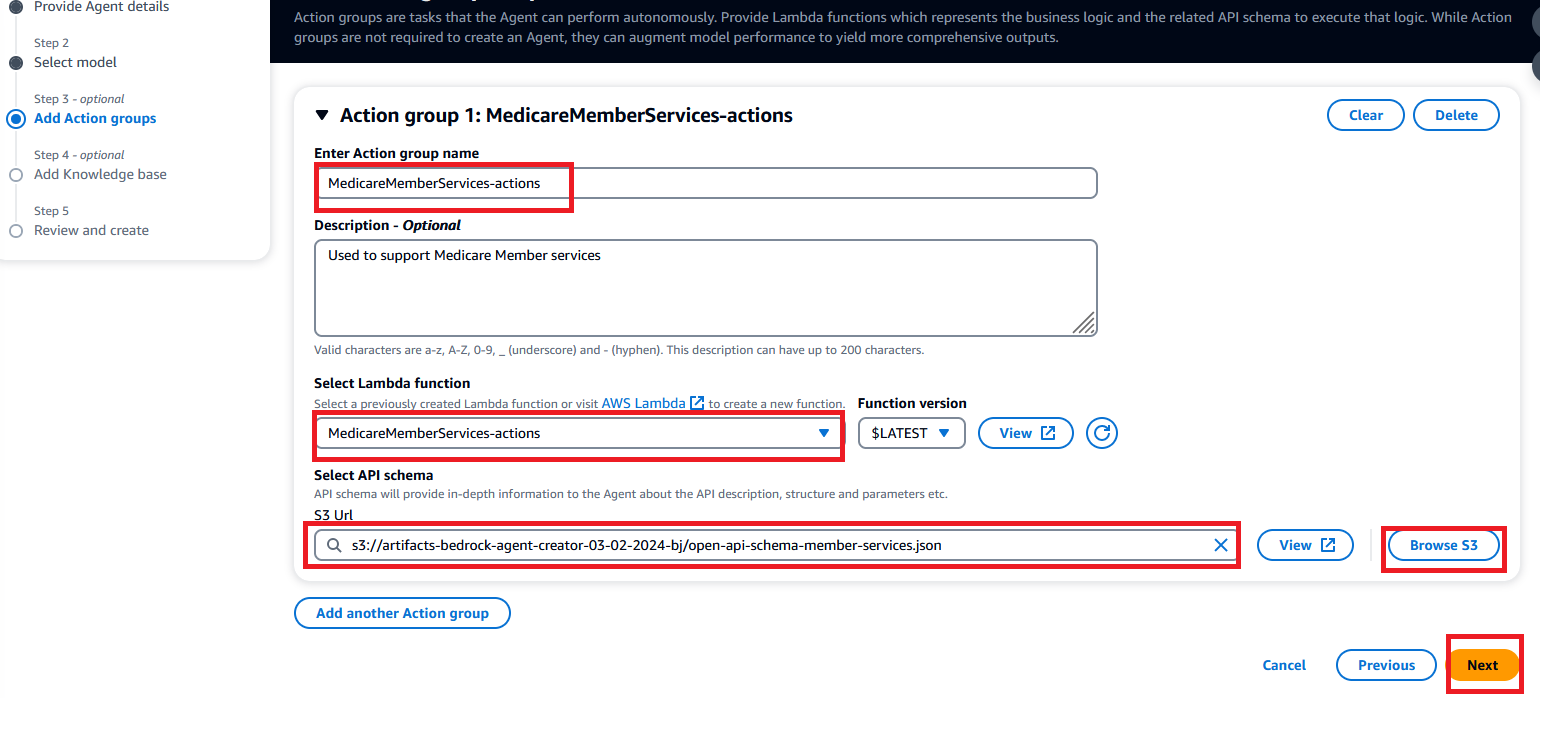 Provide Agent details
Step 2
Select model
Step 3 - optional
Add Action groups
Step 4 - optional
Add Knowledge base
Step 5
Review and create
Action groups are tasks that the Agent can perform autonomously. Provide Lambda functions which represents the business logic and the related API schema to execute that logic. While Action
groups are not required to create an Agent, they can augment model performance to yield more comprehensive outputs.
Action group 1: MedicareMemberServices-actions
Clear
Delete
Enter Action group name
MedicareMemberServices-actions
Description - Optional
Used to support Medicare Member services
Valid characters are a-z, A-Z, 0-9, _ (underscore) and - (hyphen). This description can have up to 200 characters.
Select Lambda function
Select a previously created Lambda function or visit AWS Lambda to create a new function.
Function version
MedicareMemberServices-actions
$LATEST
View
Select API schema
API schema will provide in-depth information to the Agent about the API description, structure and parameters etc.
S3 Url
s3://artifacts-bedrock-agent-creator-03-02-2024-bj/open-api-schema-member-services.json
View
Browse S3
Add another Action group
Cancel
Previous
Next